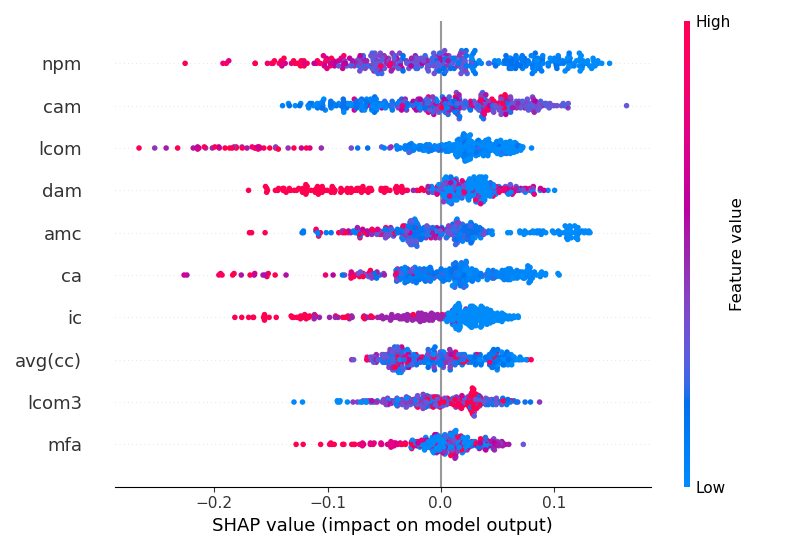 High
npm
cam
lcom
dam
amc
ca
ic
avg(cc)
lcom3
mfa
Feature value
Low
−0.2 −0.1 0.0 0.1
SHAP value (impact on model output)